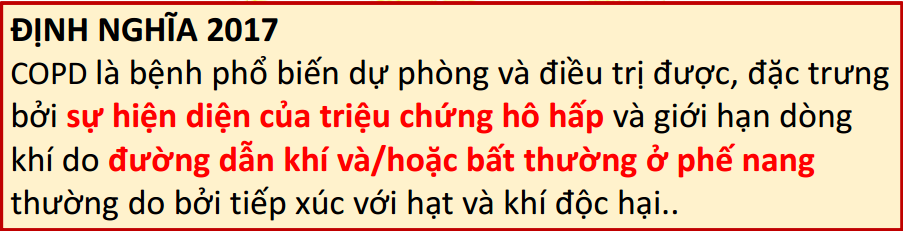 ĐỊNH NGHĨA 2017
COPD là bệnh phổ biến dự phòng và điều trị được, đặc trưng
bởi sự hiện diện của triệu chứng hô hấp và giới hạn dòng
khí do đường dẫn khí và/hoặc bất thường ở phế nang
thường do bởi tiếp xúc với hạt và khí độc hại..